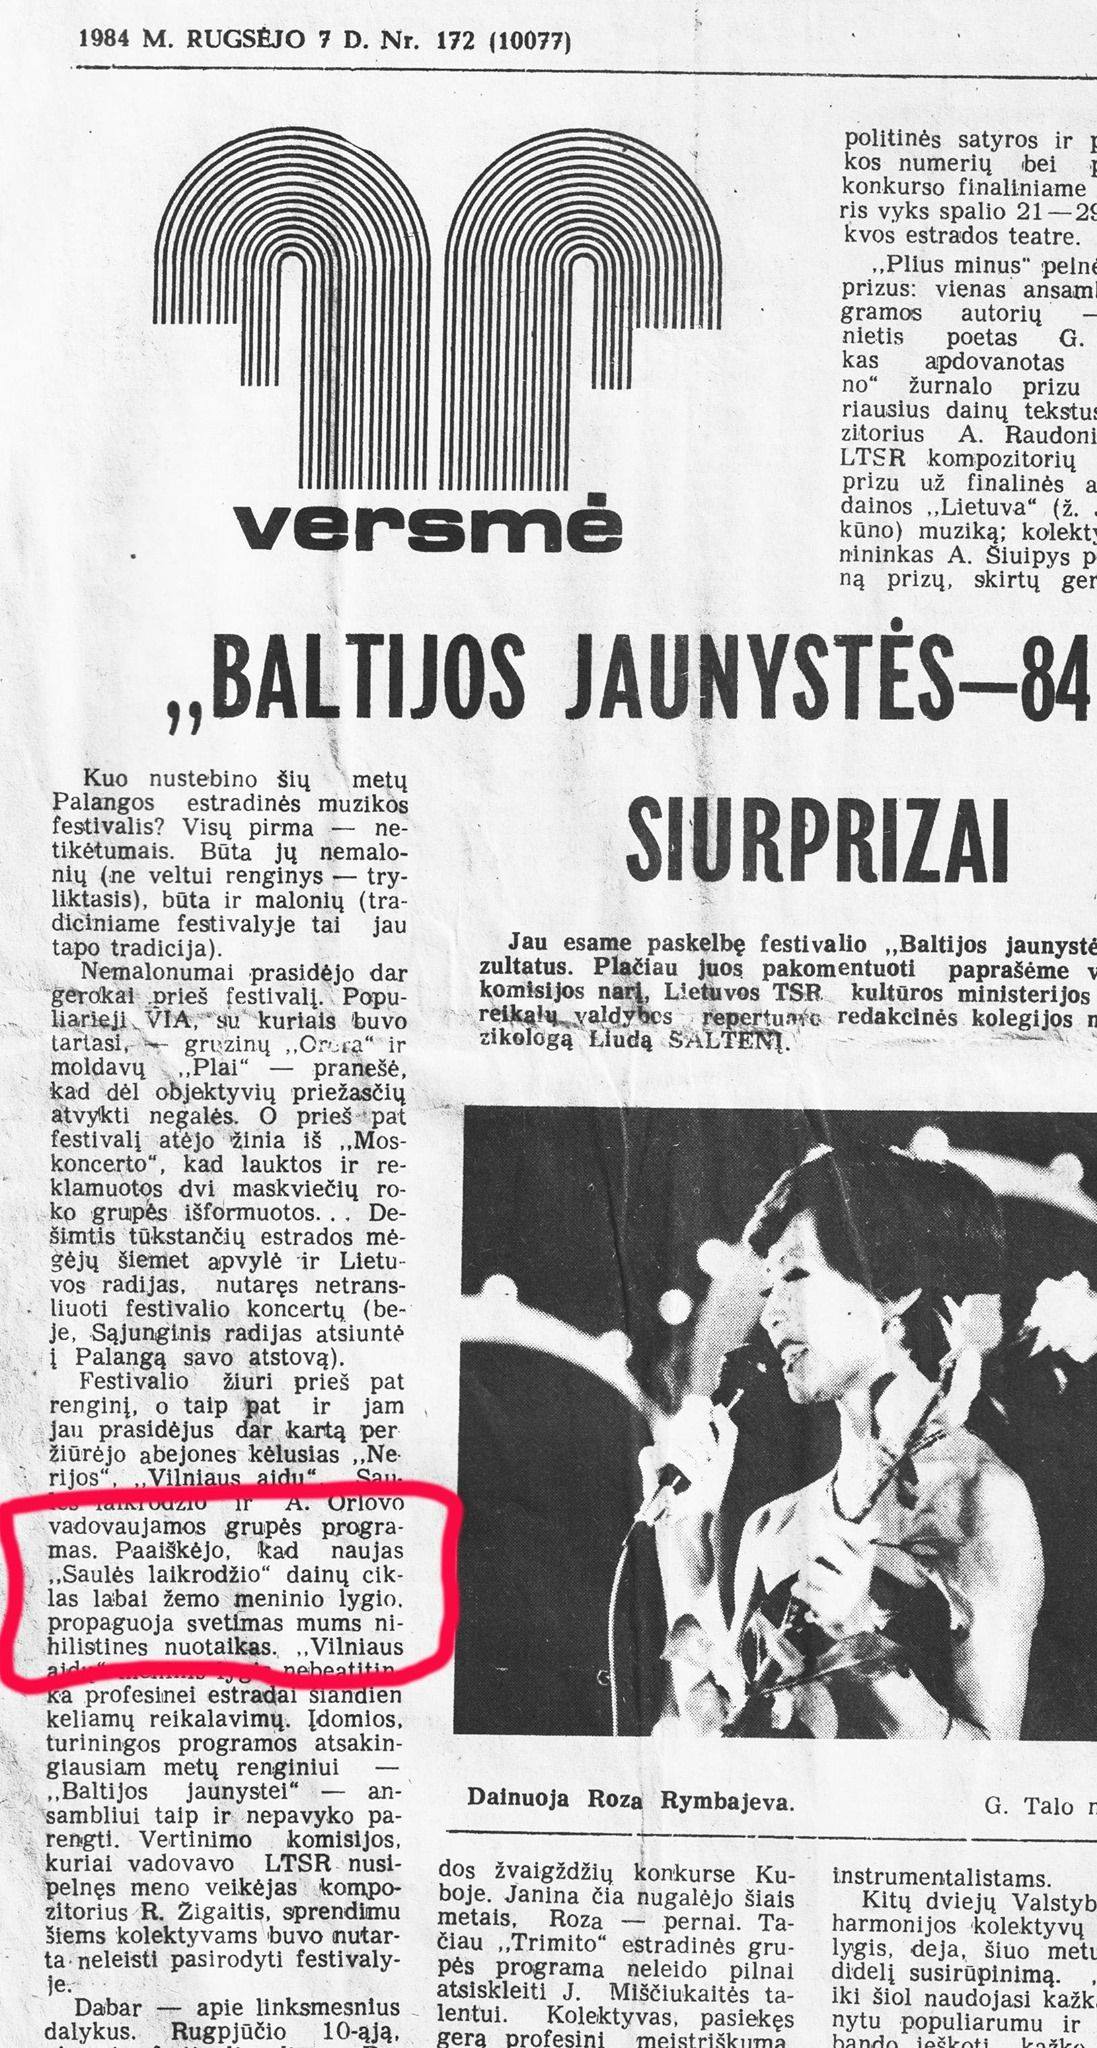 1984 M. RUGSĖJO 7 D. Nr. 172 (10077)
versmė
politinės satyros ir
kos numerių bei
konkurso finaliniame
ris vyks spalio 21—29
kvos estrados teatre.
„Plius minus“ pelnė
prizus: vienas ansamb
gramos autorių —
nietis poetas G.
kas apdovanotas
no“ žurnalo prizu
riausius dainų tekstus
zitorius A. Raudoni
LTSR kompozitorių
prizu už finalinės a
dainos „Lietuva“ (ž.
kūno) muziką; kolekty
nininkas A. Šiuipys p
ną prizų, skirtų ger
„BALTIJOS JAUNYSTĖS—84
SIURPRIZAI
Kuo nustebino šių metų
Palangos estradinės muzikos
festivalis? Visų pirma — ne-
tikėtumais. Būta jų nemalo-
nių (ne veltui renginys — try-
liktasis), būta ir malonių (tra-
diciniame festivalyje tai jau
tapo tradicija).
Nemalonumai prasidėjo dar
gerokai prieš festivalį. Popu-
liarieji VIA, su kuriais buvo
tartasi, — gruzinų „Orera“ ir
moldavų „Plai“ — pranešė,
kad dėl objektyvių priežasčių
atvykti negalės. O prieš pat
festivalį atėjo žinia iš „Mos-
koncerto“, kad lauktos ir re-
klamuotos dvi maskviečių ro-
ko grupės išformuotos... De-
šimtis tūkstančių estrados mė-
gėjų šiemet apvylė ir Lietu-
vos radijas, nutaręs netrans-
liuoti festivalio koncertų (be-
je, Sąjunginis radijas atsiuntė
į Palangą savo atstovą).
Festivalio žiuri prieš pat
renginį, o taip pat ir jam
jau prasidėjus dar kartą per
žiūrėjo abejones kėlusias „Ne
rijos“, „Vilniaus aidų“, Sau-
lės laikrodžio ir A. Orlovo
vadovaujamos grupės progra-
mas. Paaiškėjo, kad naujas
„Saulės laikrodžio“ dainų cik-
las labai žemo meninio lygio,
propaguoja svetimas mums ni-
hilistines nuotaikas. „Vilniaus
aidų“ meninis lygis nebeatitin
ka profesinei estradai šiandien
keliamų reikalavimų. Įdomios,
turiningos programos atsakin-
giausiam metų renginiui —
„Baltijos jaunystei“ — an-
sambliui taip ir nepavyko pa-
rengti. Vertinimo komisijos,
kuriai vadovavo LTSR nusi-
pelnęs meno veikėjas kompo-
zitorius R. Žigaitis, sprendimu
šiems kolektyvams buvo nutar-
ta neleisti pasirodyti festivaly-
je.
Dabar — apie linksmesnius
dalykus. Rugpjūčio 10-ąją,
Jau esame paskelbę festivalio „Baltijos jaunystė
zultatus. Plačiau juos pakomentuoti paprašėme v
komisijos narį, Lietuvos TSR kultūros ministerijos
reikalų valdybos repertuaro redakcinės kolegijos n
zikologą Liudą ŠALTENĮ.
Dainuoja Roza Rymbajeva.
G. Talo n
dos žvaigždžių konkurse Ku-
boje. Janina čia nugalėjo šiais
metais, Roza — pernai. Ta-
čiau „Trimito“ estradinės gru-
pės programa neleido pilnai
atsiskleisti J. Miščiukaitės ta-
lentui. Kolektyvas, pasiekęs
gerą profesinį meistriškumą,
instrumentalistams.
Kitų dviejų Valstyb
harmonijos kolektyvų
lygis, deja, šiuo metu
didelį susirūpinimą.
iki šiol naudojasi kažka
nytu populiarumu ir
bando ieškoti kažko